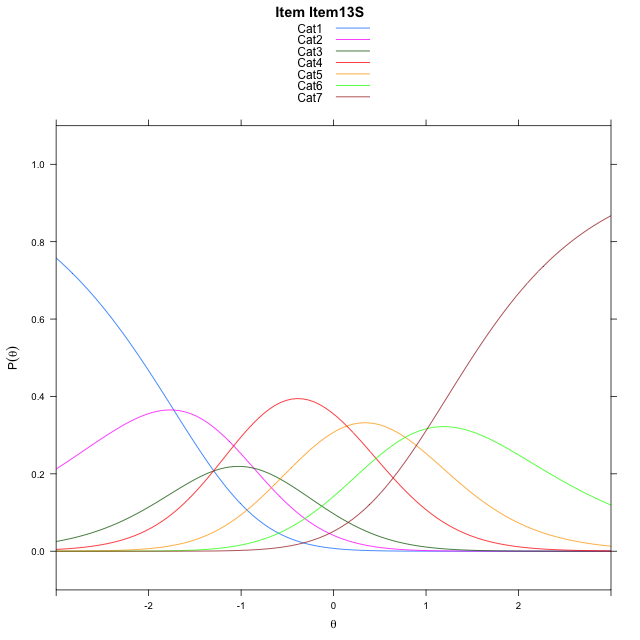 Item Item13S
Cat1
Cat2
Cat3
Cat4
Cat5
Cat6
Cat7
1.0
0.8
0.6
0.4
0.2
0.0
P(θ)
-2 -1 0 1 2
θ